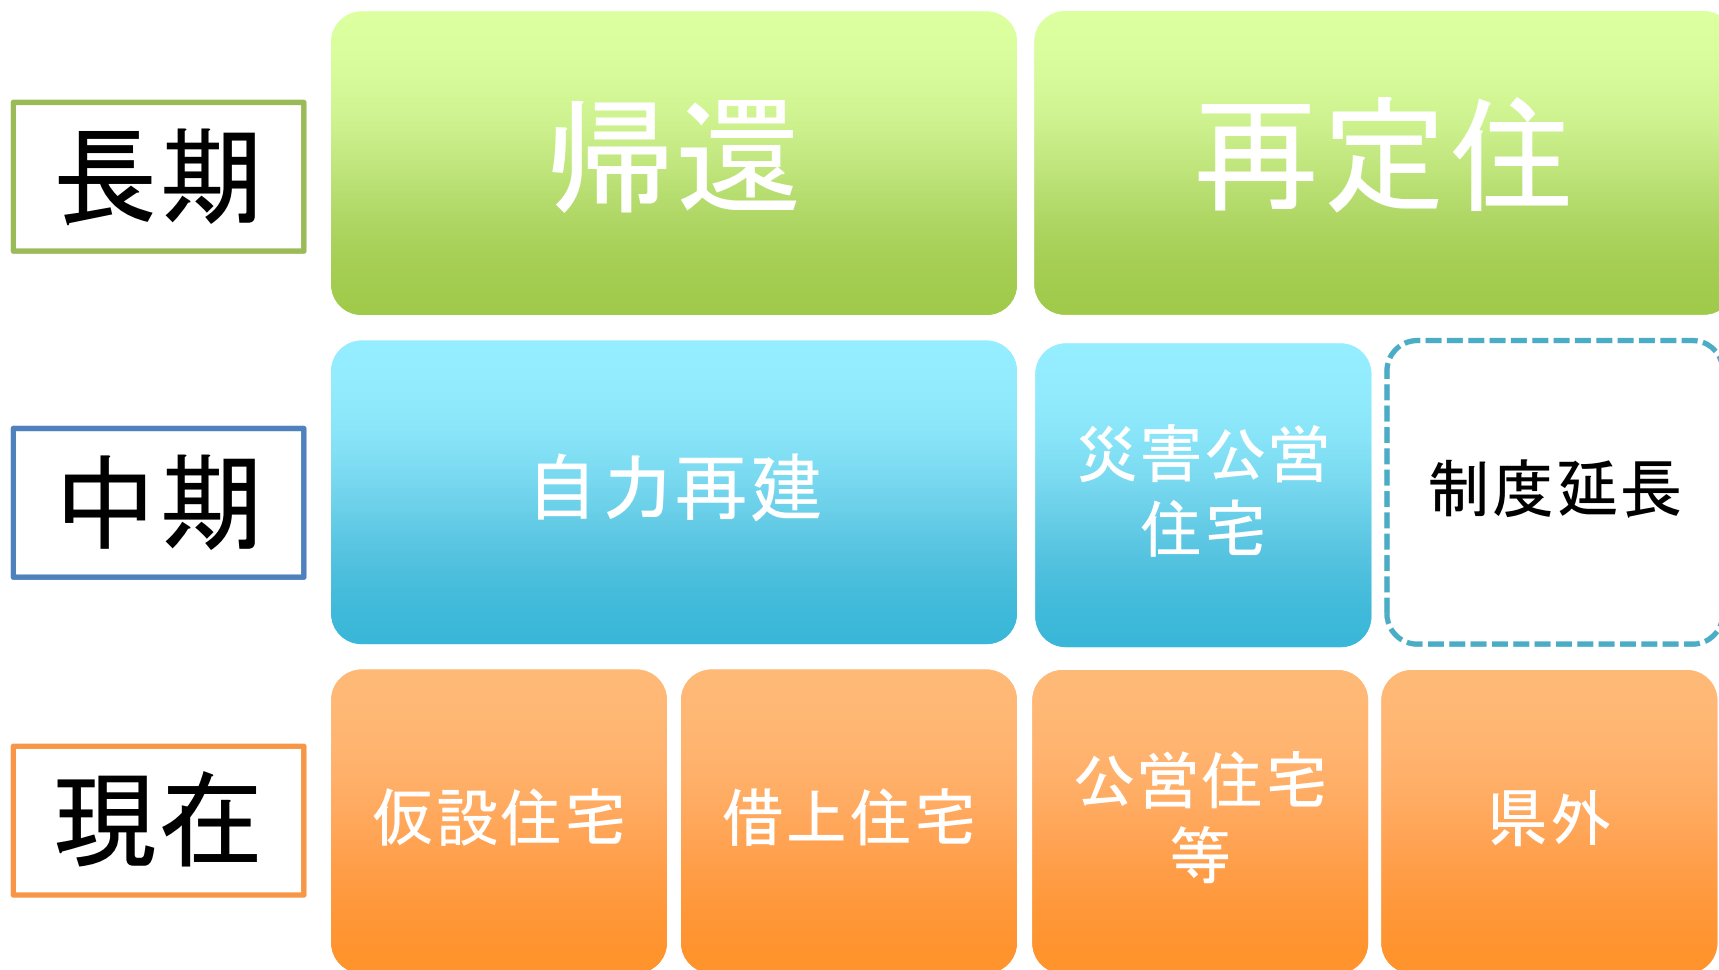 長期
帰還
再定住
中期
自力再建
災害公営
住宅
制度延長
現在
仮設住宅
借上住宅
公営住宅
等
県外